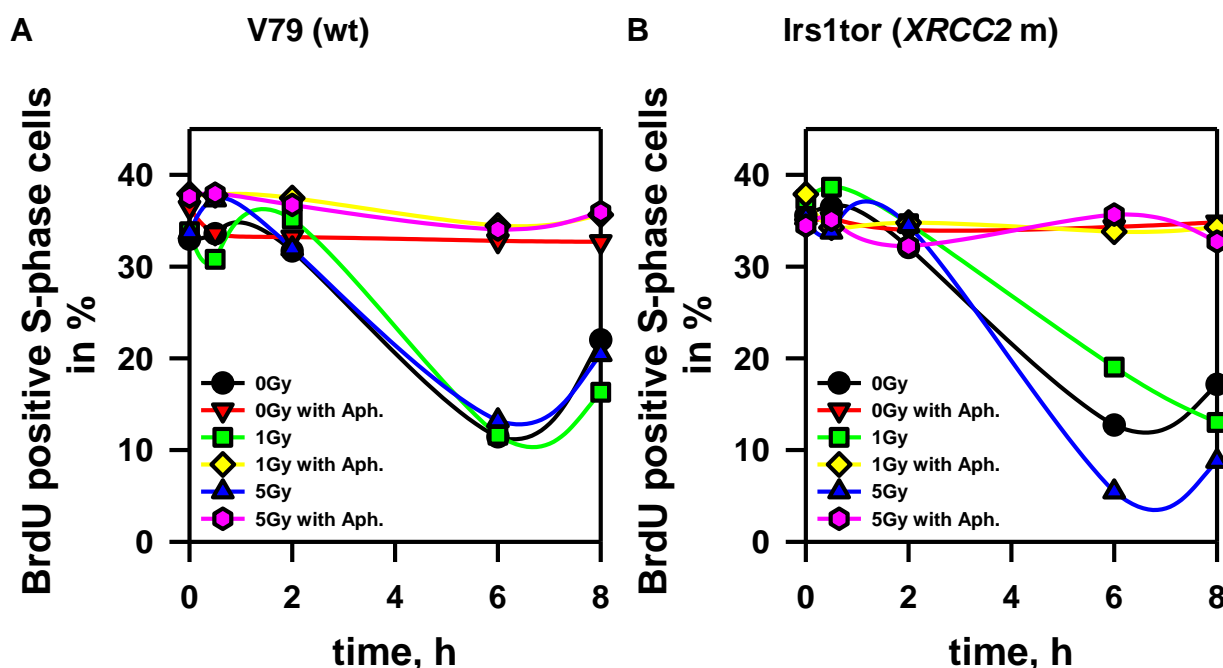 A
V79 (wt)
BrdU positive S-phase cells
in %
40
30
20
10
0
0Gy
0Gy with Aph.
1Gy
1Gy with Aph.
5Gy
5Gy with Aph.
0 2 4 6 8
time, h
B
Irs1tor (XRCC2 m)
BrdU positive S-phase cells
in %
40
30
20
10
0
0Gy
0Gy with Aph.
1Gy
1Gy with Aph.
5Gy
5Gy with Aph.
0 2 4 6 8
time, h